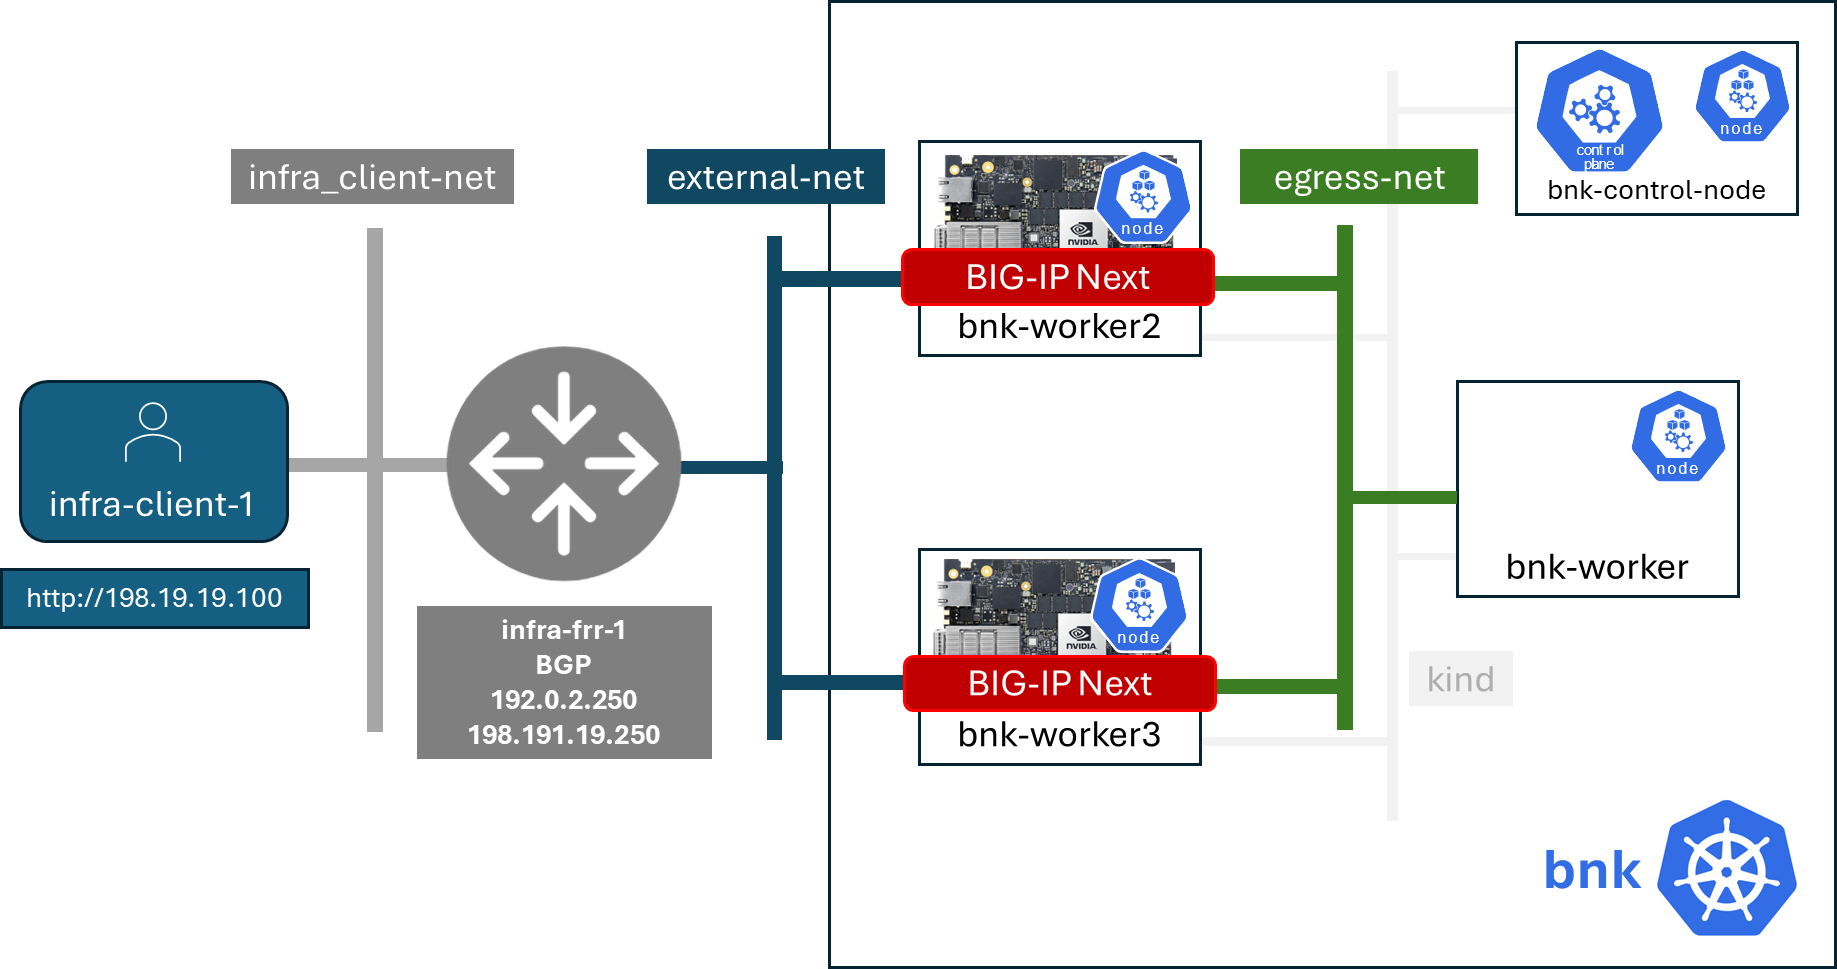 infra_client-net
external-net
egress-net
control
plane
node
bnk-control-node
NVIDIA
node
BIG-IP Next
bnk-worker2
infra-client-1
http://198.19.19.100
infra-frr-1
BGP
192.0.2.250
198.191.19.250
node
bnk-worker
NVIDIA
node
BIG-IP Next
bnk-worker3
kind
bnk